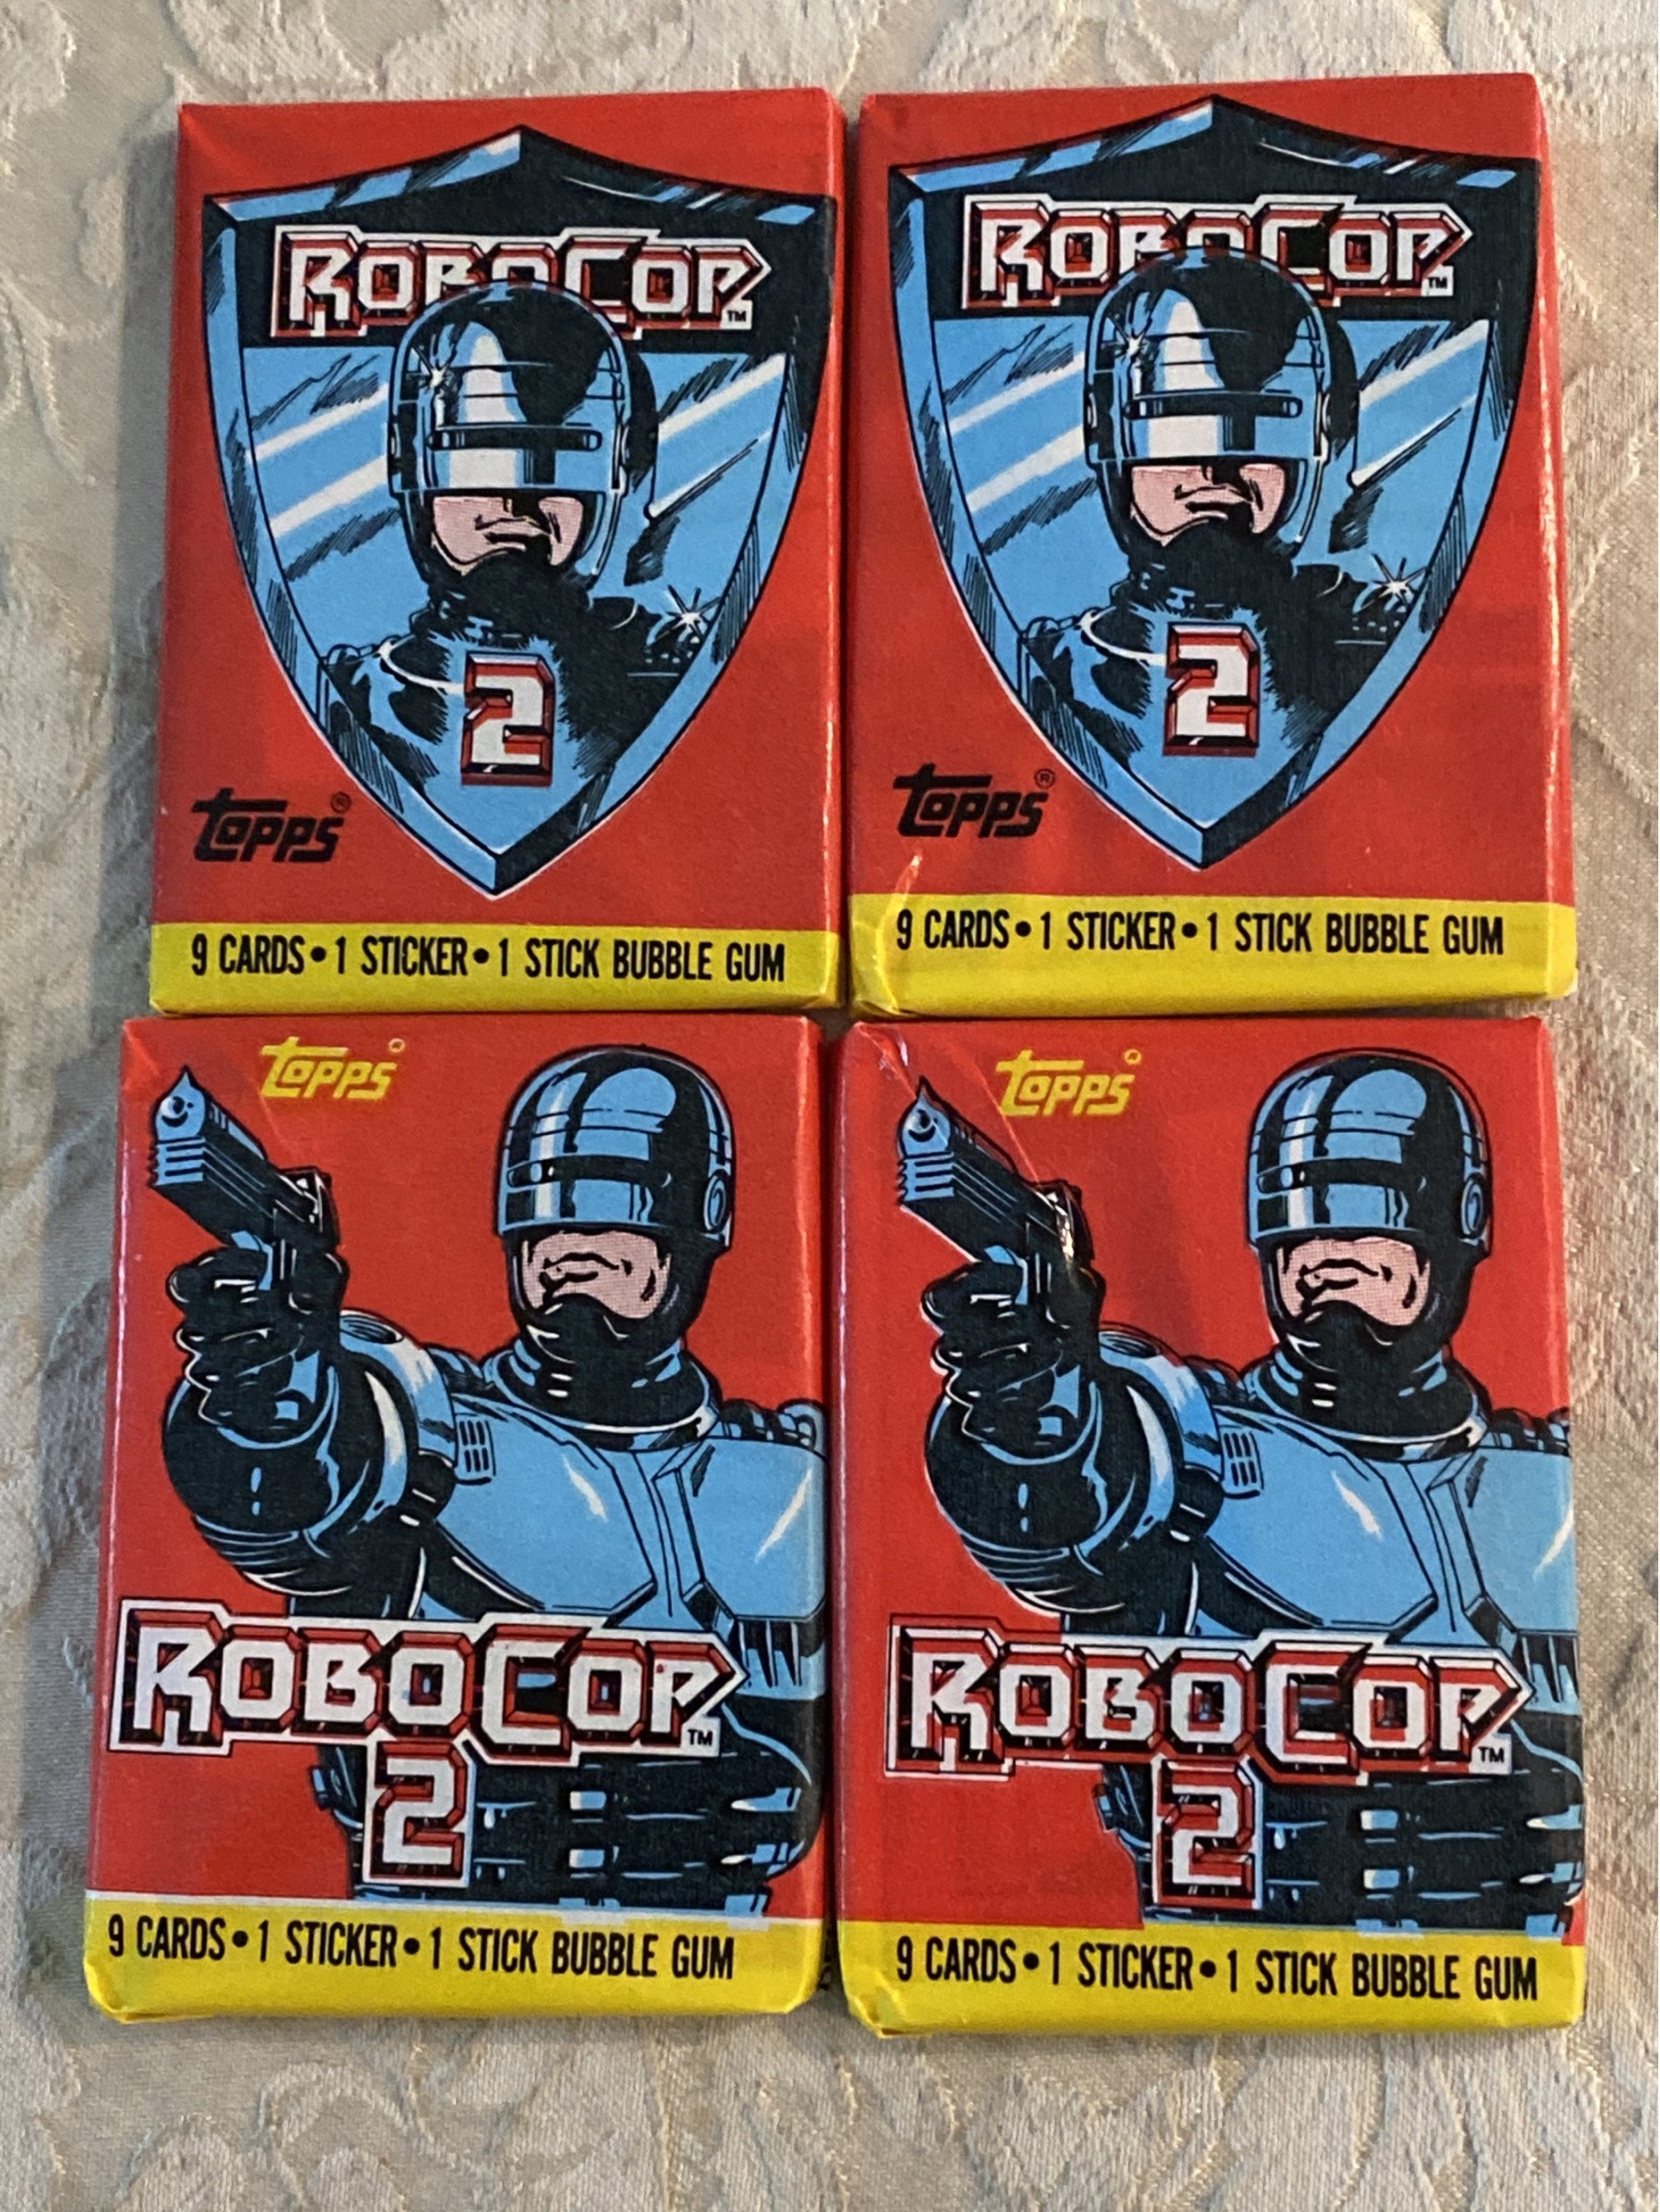 ROBOCOP™
2
topps®
9 CARDS • 1 STICKER • 1 STICK BUBBLE GUM
ROBOCOP™
2
topps®
9 CARDS • 1 STICKER • 1 STICK BUBBLE GUM
topps®
ROBOCOP™
2
9 CARDS • 1 STICKER • 1 STICK BUBBLE GUM
topps®
ROBOCOP™
2
9 CARDS • 1 STICKER • 1 STICK BUBBLE GUM